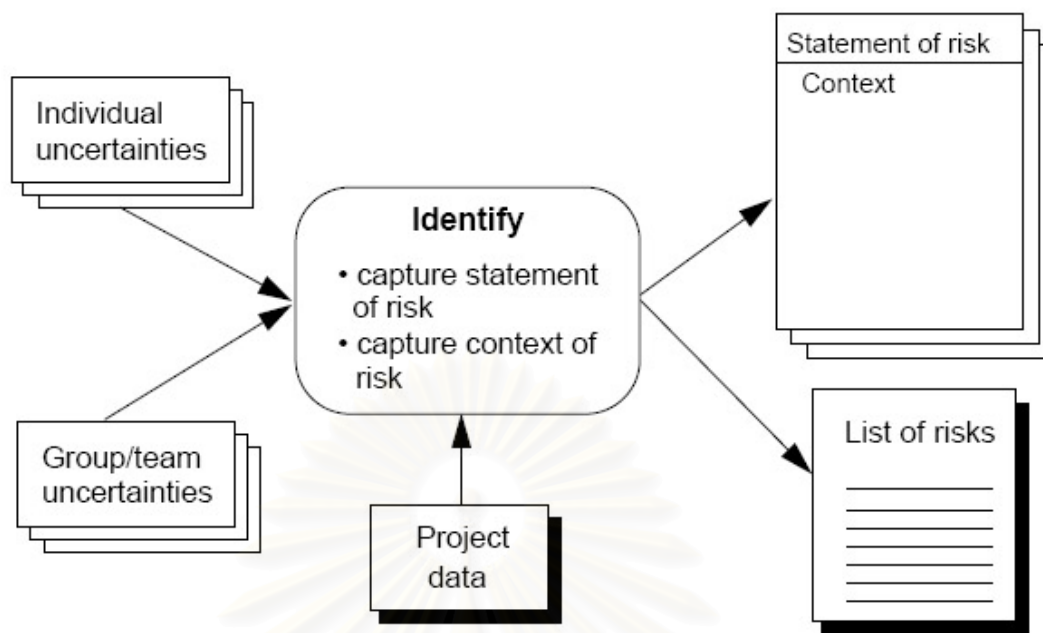 Individual
uncertainties
Group/team
uncertainties
Identify
• capture statement
of risk
• capture context of
risk
Project
data
Statement of risk
Context
List of risks